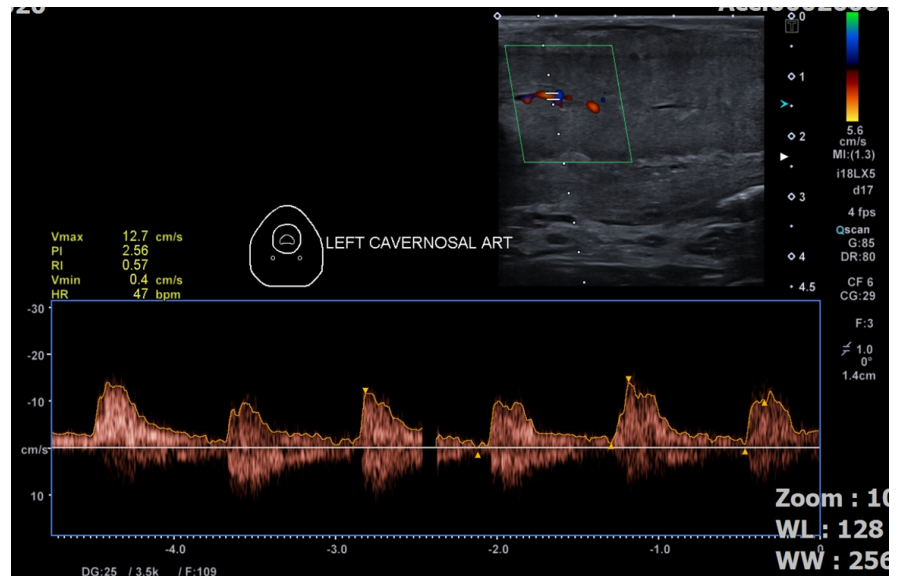 Vmax 12.7 cm/s
PI 2.56
RI 0.57
Vmin 0.4 cm/s
HR 47 bpm
LEFT CAVERNOSAL ART
T
0
1
2
3
4
4.5
5.6
cm/s
MI:(1.3)
i18LX5
d17
4 fps
Qscan
G:85
DR:80
CF 6
CG:29
F:3
1.0
0°
1.4cm
-30
-20
-10
cm/s
10
-4.0 -3.0 -2.0 -1.0 0
DG:25 / 3.5k / F:109
Zoom : 10
WL : 128
WW : 256